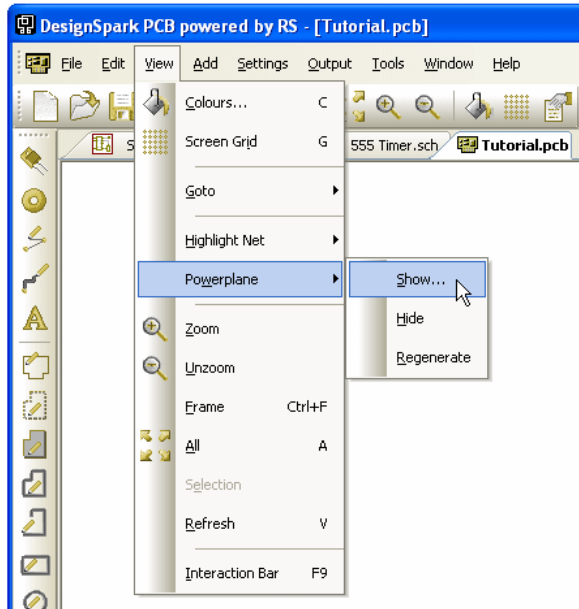 DesignSpark PCB powered by RS - [Tutorial.pcb]
File Edit View Add Settings Output Tools Window Help
S 555 Timer.sch Tutorial.pcb
Colours... C
Screen Grid G
Goto
Highlight Net
Powerplane
Show...
Hide
Regenerate
Zoom
Unzoom
Frame Ctrl+F
All A
Selection
Refresh V
Interaction Bar F9